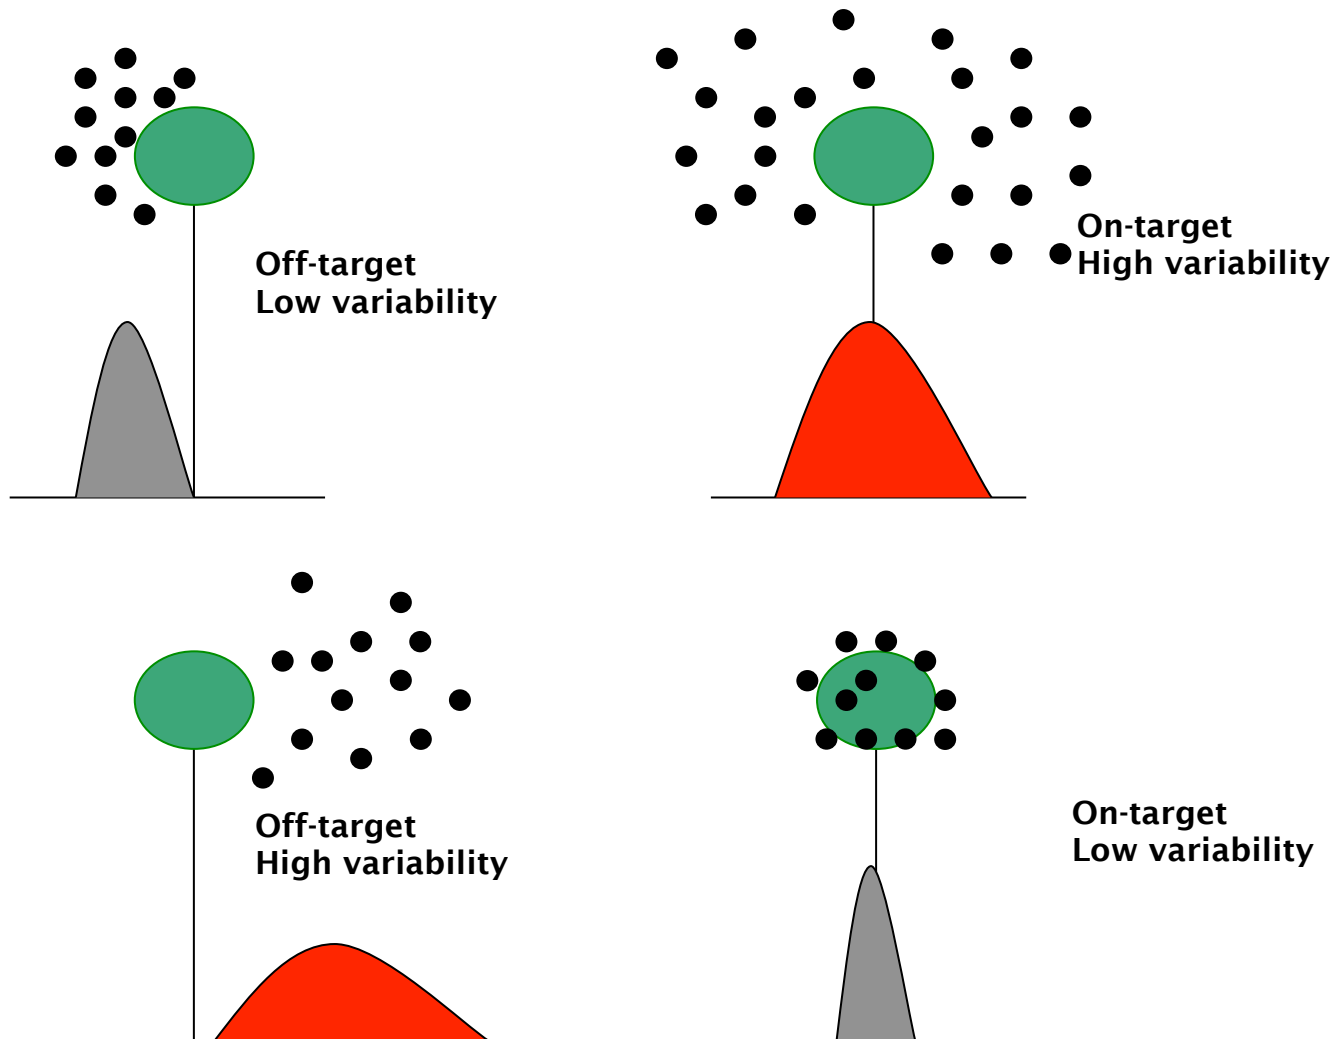 Off-target
Low variability
On-target
High variability
Off-target
High variability
On-target
Low variability